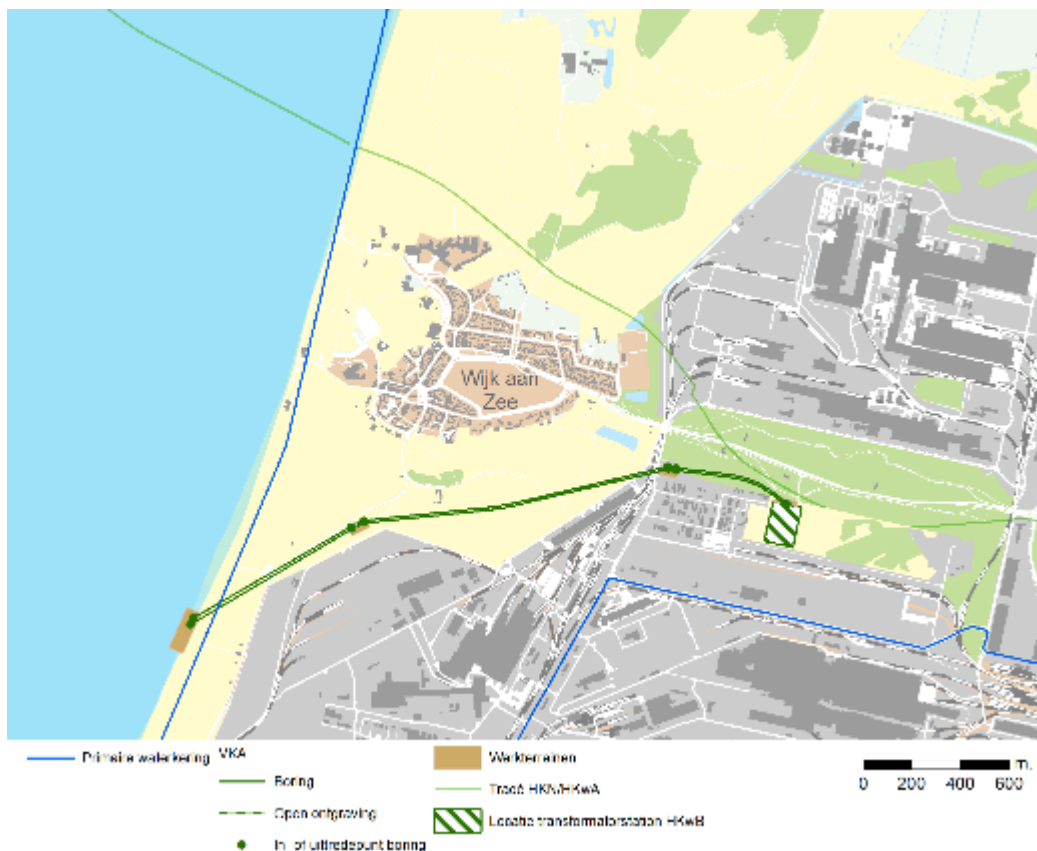 Wijk aan
Zee
Primaire waterkering
VKA
Boring
Open ontgraving
In- of uittredepunt boring
Werkterreinen
Tracé HKN/HKwA
Locatie transformatorstation HKwB
0 200 400 600 m.